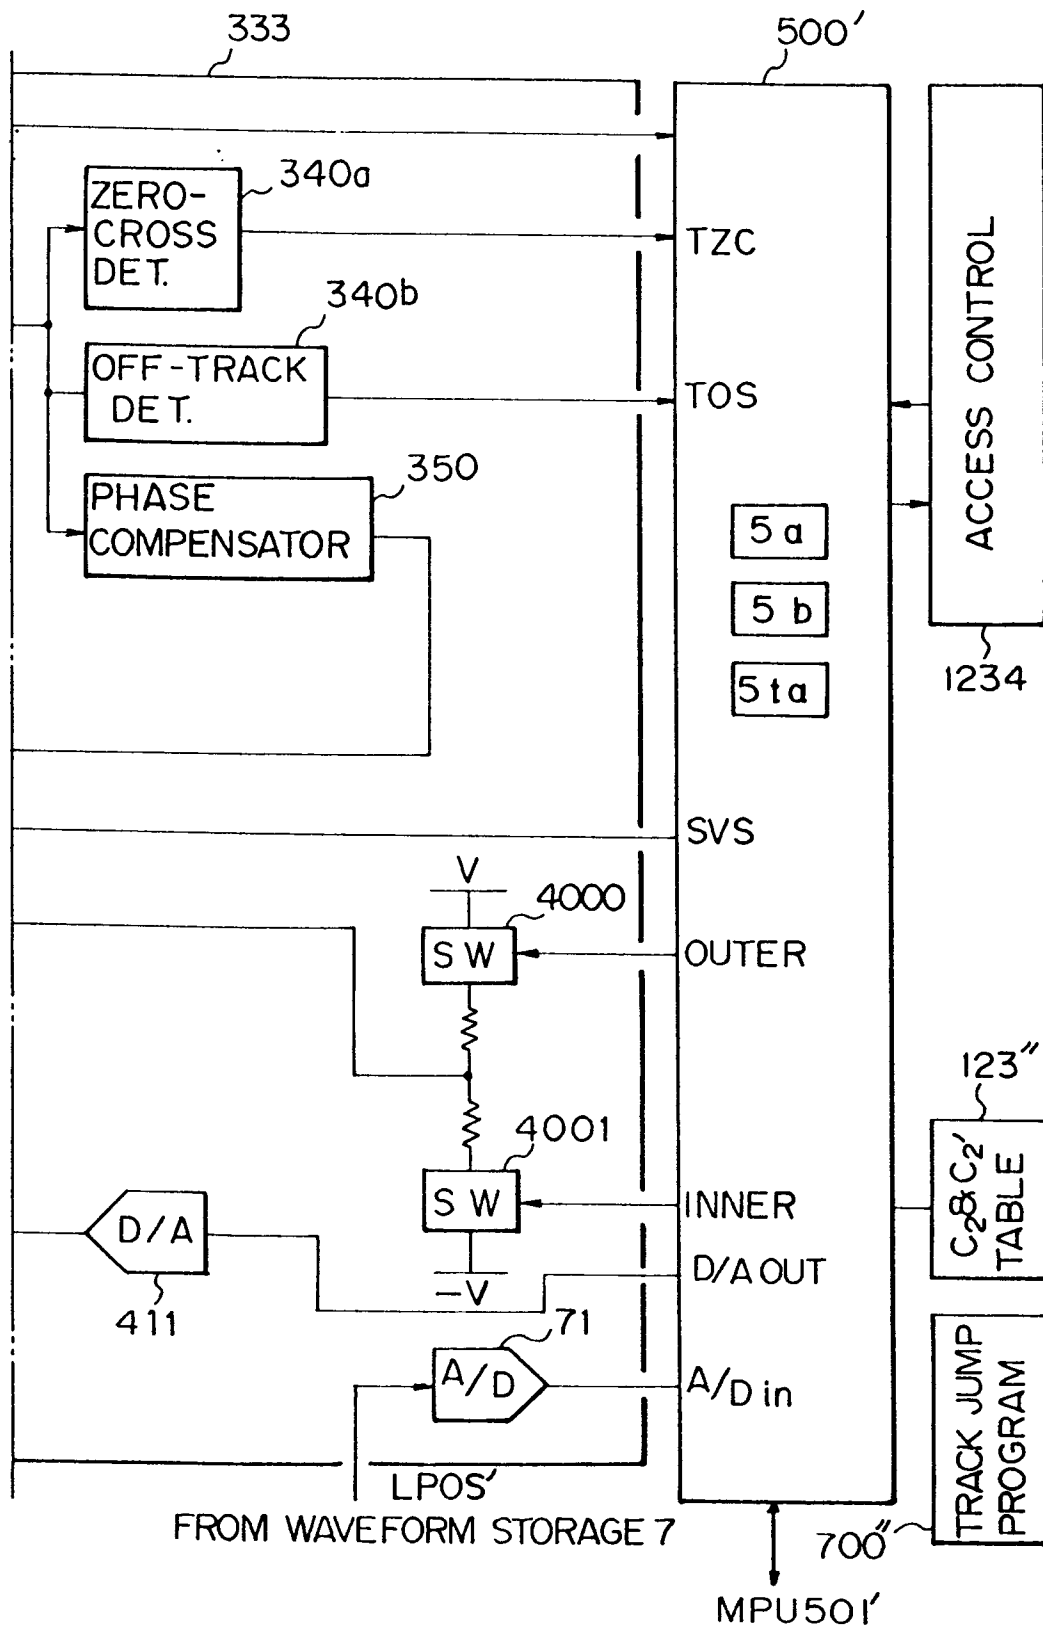 333
500′
340a
ZERO-
CROSS
DET.
TZC
340b
OFF-TRACK
DET.
TOS
350
PHASE
COMPENSATOR
5a
5b
5ta
ACCESS CONTROL
1234
SVS
V
4000
SW
OUTER
4001
SW
INNER
-V
D/A
411
D/A OUT
71
A/D
A/D in
123″
C₂&C₂′
TABLE
TRACK JUMP
PROGRAM
700″
LPOS′
FROM WAVEFORM STORAGE 7
MPU501′